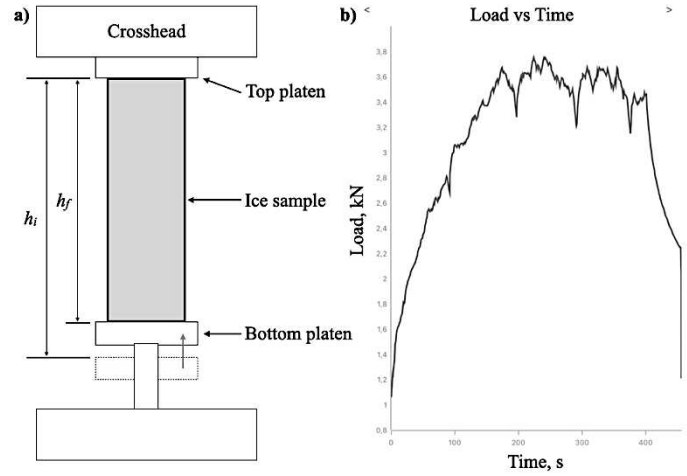 a)
Crosshead
Top platen
h_f
h_i
Ice sample
Bottom platen
b)
<
Load vs Time
>
Load, kN
3,8
3,6
3,4
3,2
3
2,8
2,6
2,4
2,2
2
1,8
1,6
1,4
1,2
1
0,8
0
100
200
300
400
Time, s